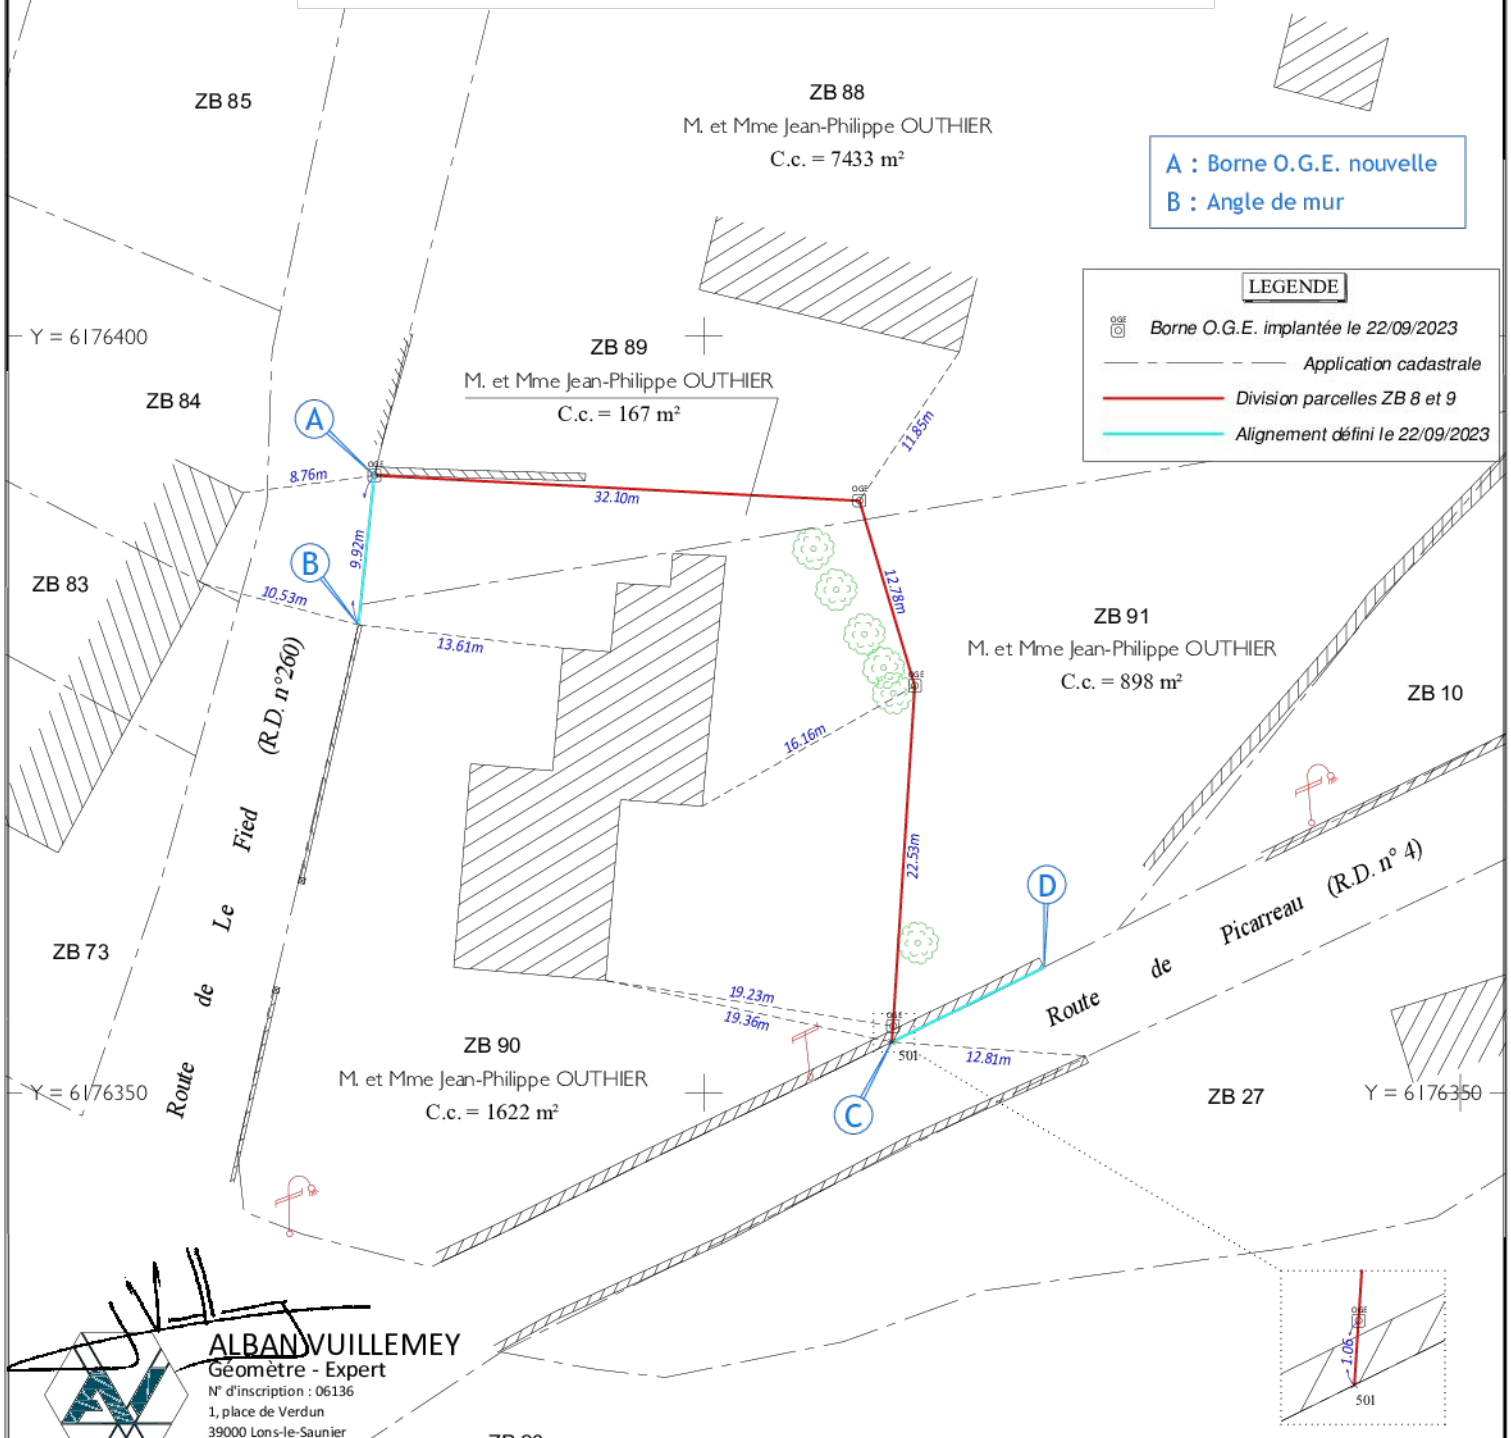 ZB 85
ZB 88
M. et Mme Jean-Philippe OUTHIER
C.c. = 7433 m²
A : Borne O.G.E. nouvelle
B : Angle de mur
LEGENDE
OGE
Borne O.G.E. implantée le 22/09/2023
Application cadastrale
Division parcelles ZB 8 et 9
Alignement défini le 22/09/2023
Y = 6176400
ZB 89
M. et Mme Jean-Philippe OUTHIER
C.c. = 167 m²
ZB 84
A
11.85m
OGE
8.76m
32.10m
OGE
9.92m
B
ZB 83
10.53m
13.61m
12.78m
ZB 91
M. et Mme Jean-Philippe OUTHIER
C.c. = 898 m²
OGE
ZB 10
16.16m
22.53m
Route de Le Fied (R.D. n°260)
D
Route de Picarreau (R.D. n° 4)
ZB 73
19.23m
19.36m
OGE
501
12.81m
ZB 90
M. et Mme Jean-Philippe OUTHIER
C.c. = 1622 m²
C
ZB 27
Y = 6176350
Y = 6176350
OGE
1.06
501
ALBAN VUILLEMEY
Géomètre - Expert
N° d'inscription : 06136
1, place de Verdun
39000 Lons-le-Saunier